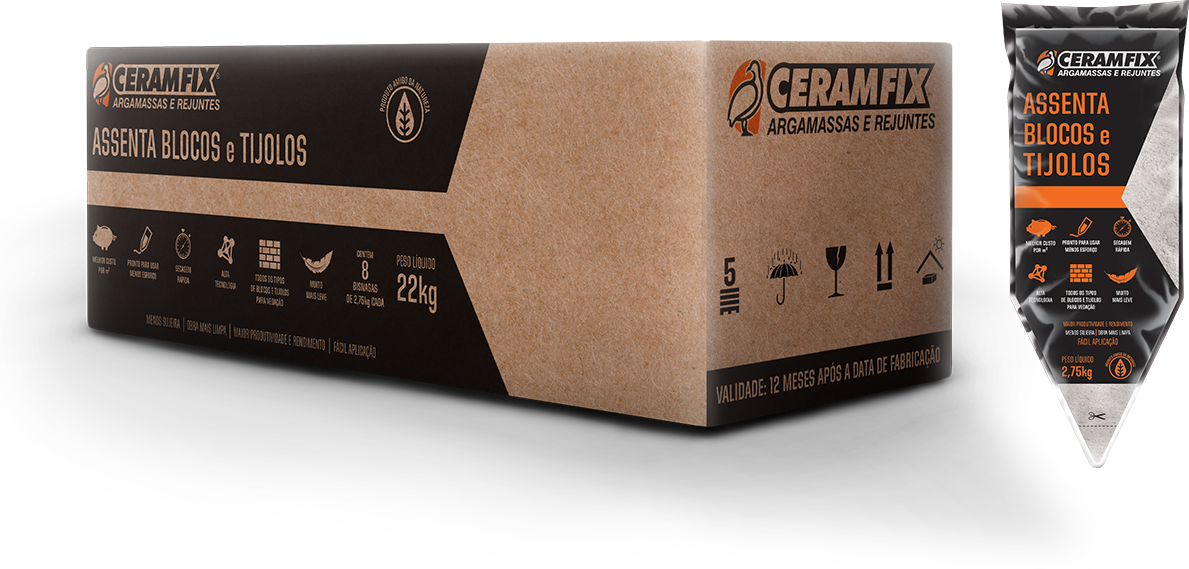 CERAMFIX®
ARGAMASSAS E REJUNTES
ASSENTA BLOCOS e TIJOLOS
PRODUTO AMIGO DA NATUREZA
MELHOR CUSTO
POR m²
PRONTO PARA USAR
MENOS ESFORÇO
SECAGEM
RÁPIDA
ALTA
TECNOLOGIA
TODOS OS TIPOS
DE BLOCOS E TIJOLOS
PARA VEDAÇÃO
MUITO
MAIS LEVE
CONTÉM
8
BISNAGAS
DE 2,75kg CADA
PESO LÍQUIDO
22kg
MENOS SUJEIRA | OBRA MAIS LIMPA | MAIOR PRODUTIVIDADE E RENDIMENTO | FÁCIL APLICAÇÃO
CERAMFIX
ARGAMASSAS E REJUNTES
5
VALIDADE: 12 MESES APÓS A DATA DE FABRICAÇÃO
CERAMFIX
ARGAMASSAS E REJUNTES
ASSENTA
BLOCOS e
TIJOLOS
MELHOR CUSTO
POR m²
PRONTO PARA USAR
MENOS ESFORÇO
SECAGEM
RÁPIDA
ALTA
TECNOLOGIA
TODOS OS TIPOS
DE BLOCOS E TIJOLOS
PARA VEDAÇÃO
MUITO
MAIS LEVE
MAIOR PRODUTIVIDADE E RENDIMENTO
MENOS SUJEIRA | OBRA MAIS LIMPA
FÁCIL APLICAÇÃO
PESO LÍQUIDO
2,75kg